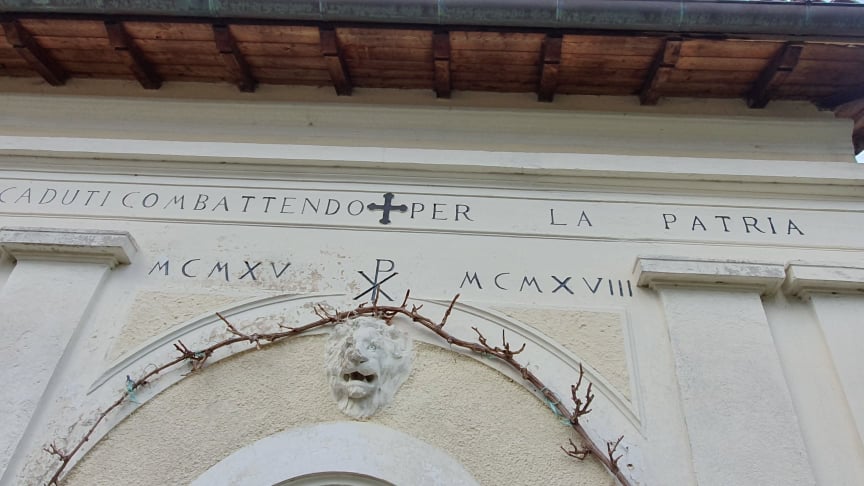 CADUTI COMBATTENDO PER LA PATRIA
MCMXV ☧ MCMXVIII